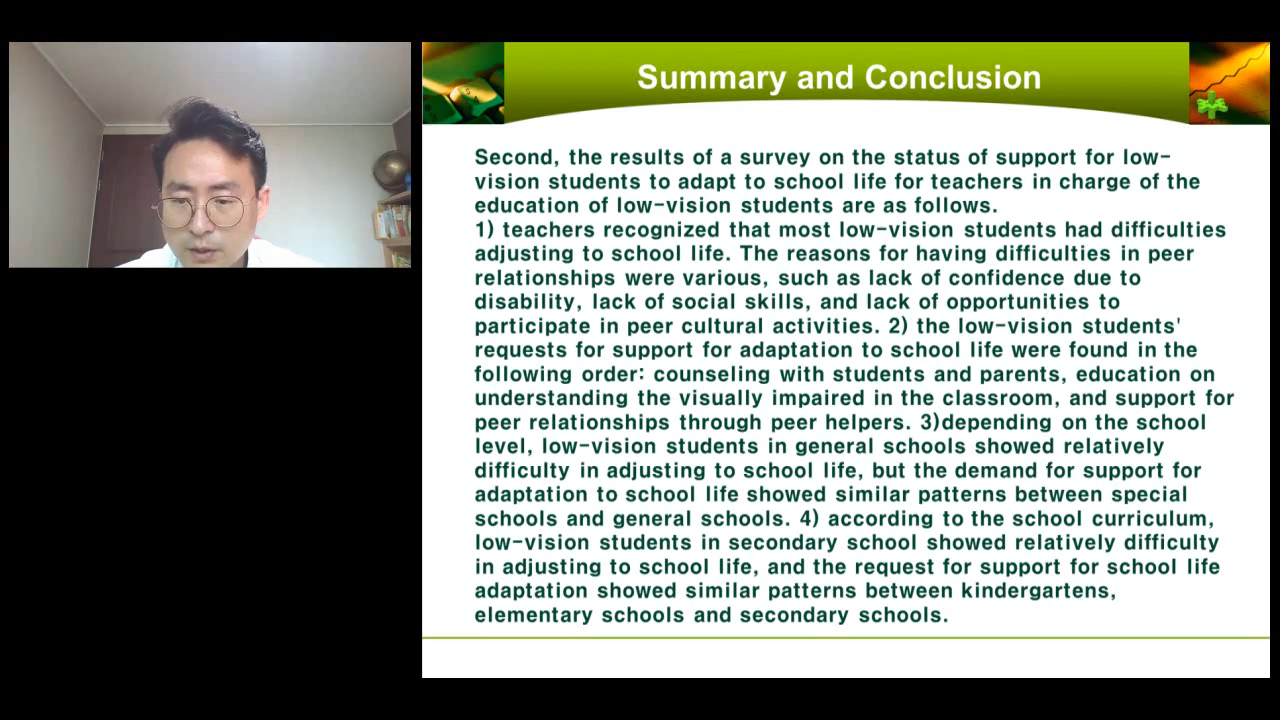 Summary and Conclusion
Second, the results of a survey on the status of support for low-
vision students to adapt to school life for teachers in charge of the
education of low-vision students are as follows.
1) teachers recognized that most low-vision students had difficulties
adjusting to school life. The reasons for having difficulties in peer
relationships were various, such as lack of confidence due to
disability, lack of social skills, and lack of opportunities to
participate in peer cultural activities. 2) the low-vision students'
requests for support for adaptation to school life were found in the
following order: counseling with students and parents, education on
understanding the visually impaired in the classroom, and support for
peer relationships through peer helpers. 3)depending on the school
level, low-vision students in general schools showed relatively
difficulty in adjusting to school life, but the demand for support for
adaptation to school life showed similar patterns between special
schools and general schools. 4) according to the school curriculum,
low-vision students in secondary school showed relatively difficulty
in adjusting to school life, and the request for support for school life
adaptation showed similar patterns between kindergartens,
elementary schools and secondary schools.